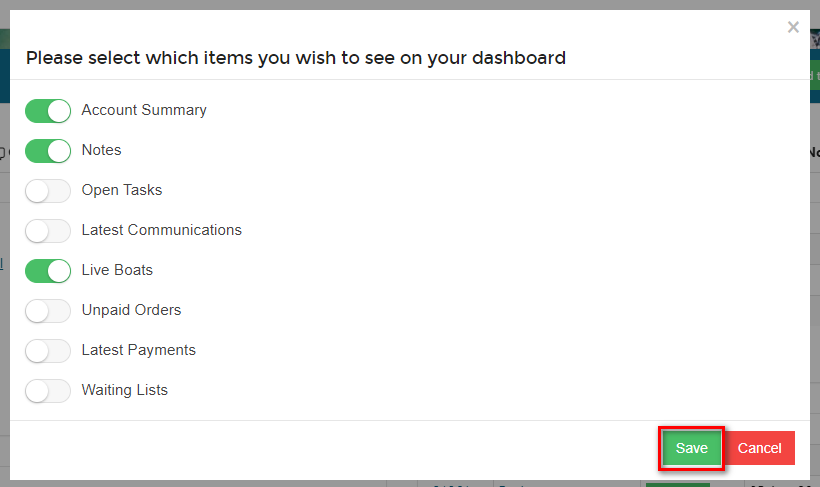 ×
Please select which items you wish to see on your dashboard
Account Summary
Notes
Open Tasks
Latest Communications
Live Boats
Unpaid Orders
Latest Payments
Waiting Lists
Save
Cancel